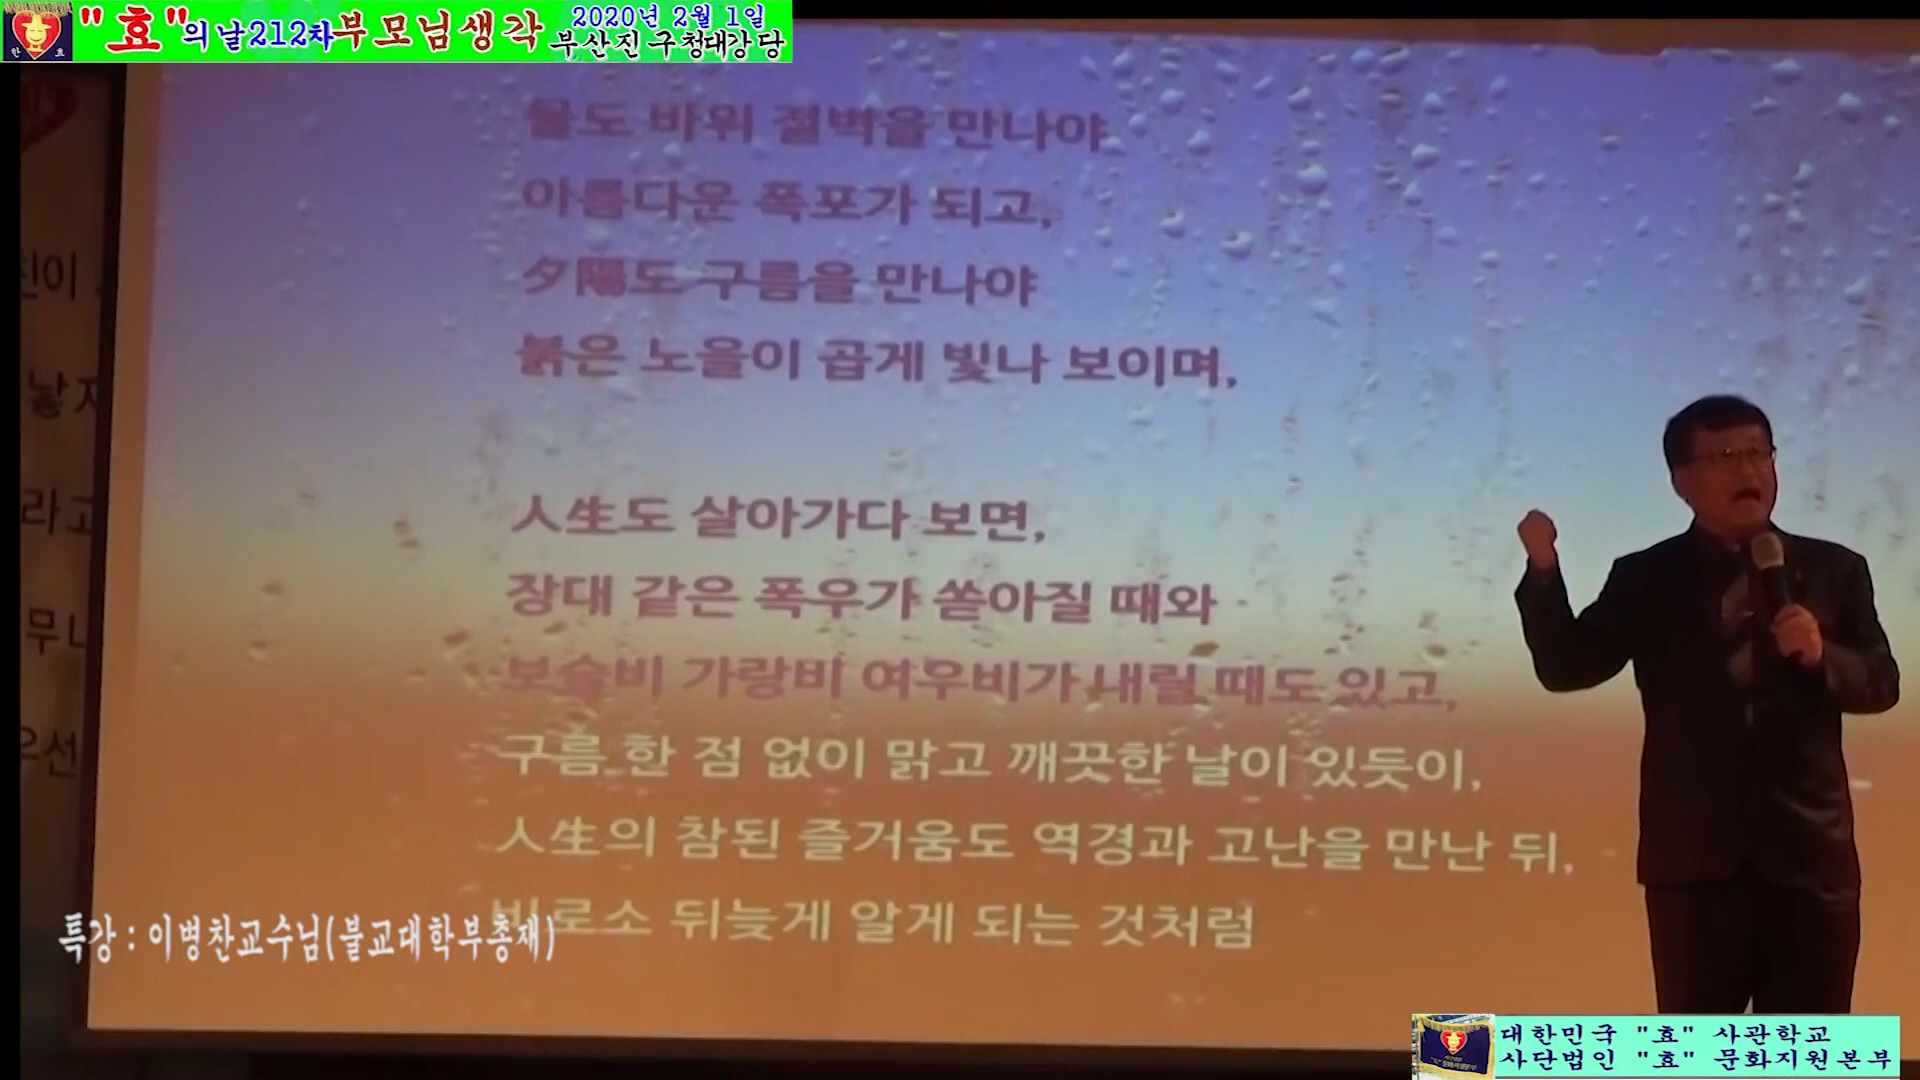 "효"의날212차부모님생각
2020년 2월 1일
부산진구청대강당
한 효
물도 바위 절벽을 만나야
아름다운 폭포가 되고,
夕陽도 구름을 만나야
붉은 노을이 곱게 빛나 보이며,
人生도 살아가다 보면,
장대 같은 폭우가 쏟아질 때와
보슬비 가랑비 여우비가 내릴 때도 있고,
구름 한 점 없이 맑고 깨끗한 날이 있듯이,
人生의 참된 즐거움도 역경과 고난을 만난 뒤,
비로소 뒤늦게 알게 되는 것처럼
라고
특강 : 이병찬교수님(불교대학부총재)
대한민국 "효" 사관학교
사단법인 "효" 문화지원본부